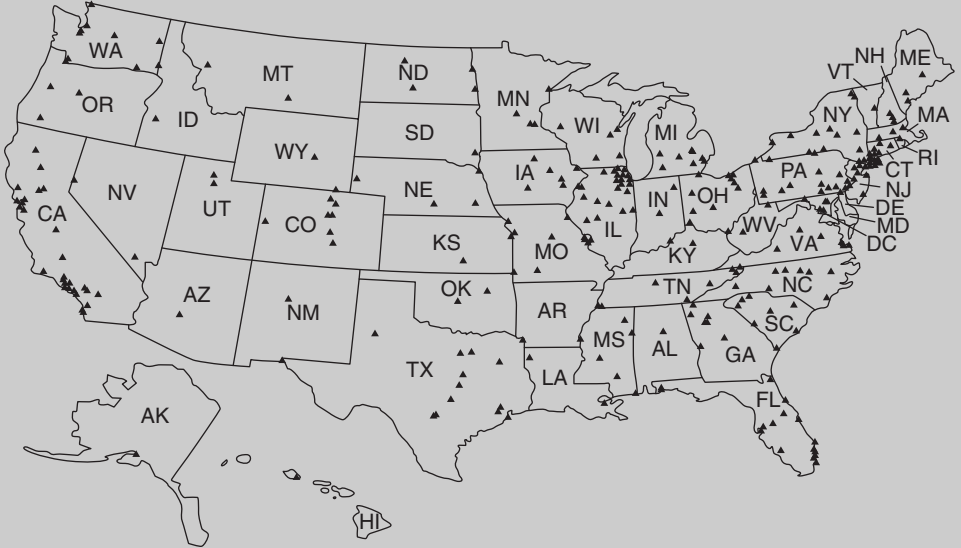 NH
ME
VT
WA
MT
ND
MN
OR
ID
SD
WI
MI
NY
MA
RI
WY
IA
NE
PA
CT
NJ
OH
IN
IL
NV
UT
CO
CA
DE
MD
DC
WV
VA
KS
MO
KY
OK
TN
NC
AZ
NM
AR
SC
MS
AL
GA
TX
LA
FL
AK
HI